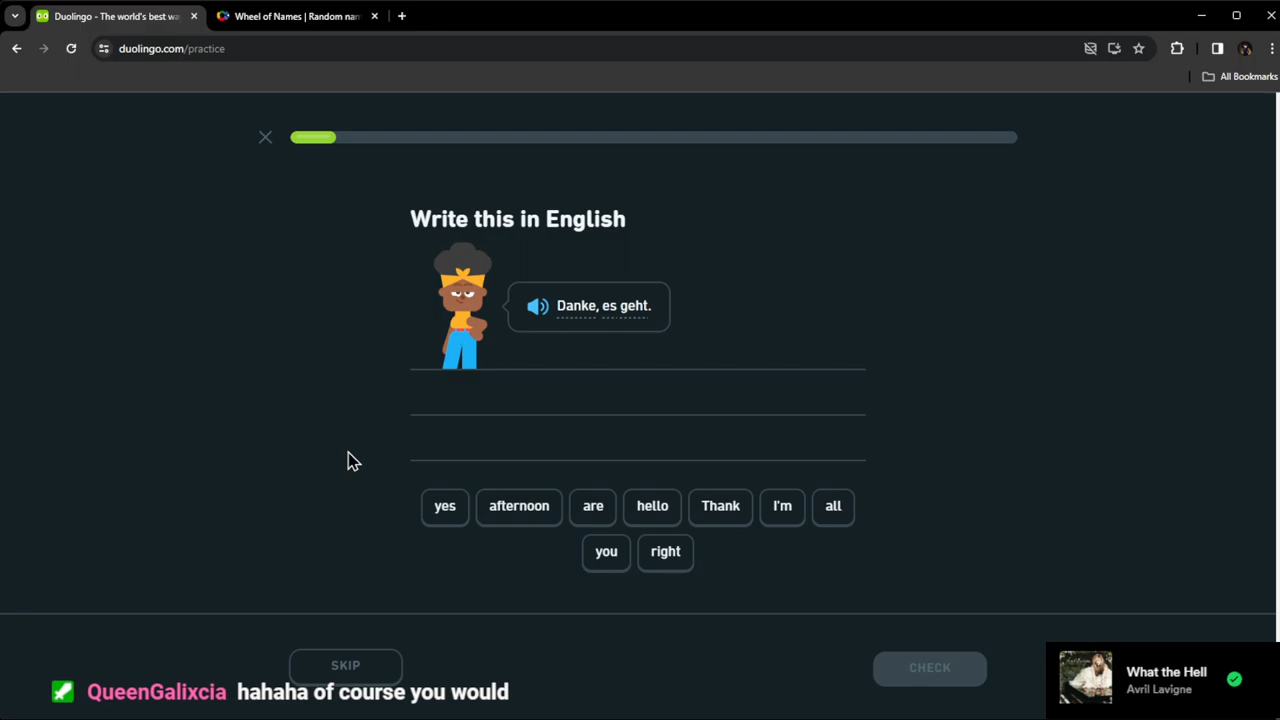 Duolingo - The world's best wa
Wheel of Names | Random nam
duolingo.com/practice
All Bookmarks
Write this in English
Danke, es geht.
yes afternoon are hello Thank I'm all
you right
SKIP
CHECK
QueenGalixcia hahaha of course you would
What the Hell
Avril Lavigne